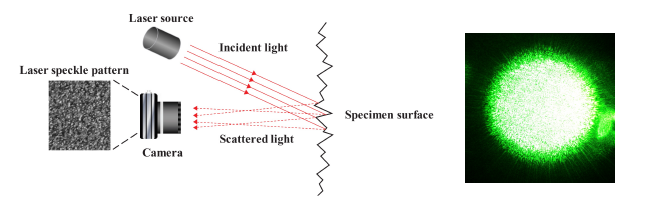 Laser source
Incident light
Laser speckle pattern
Specimen surface
Scattered light
Camera